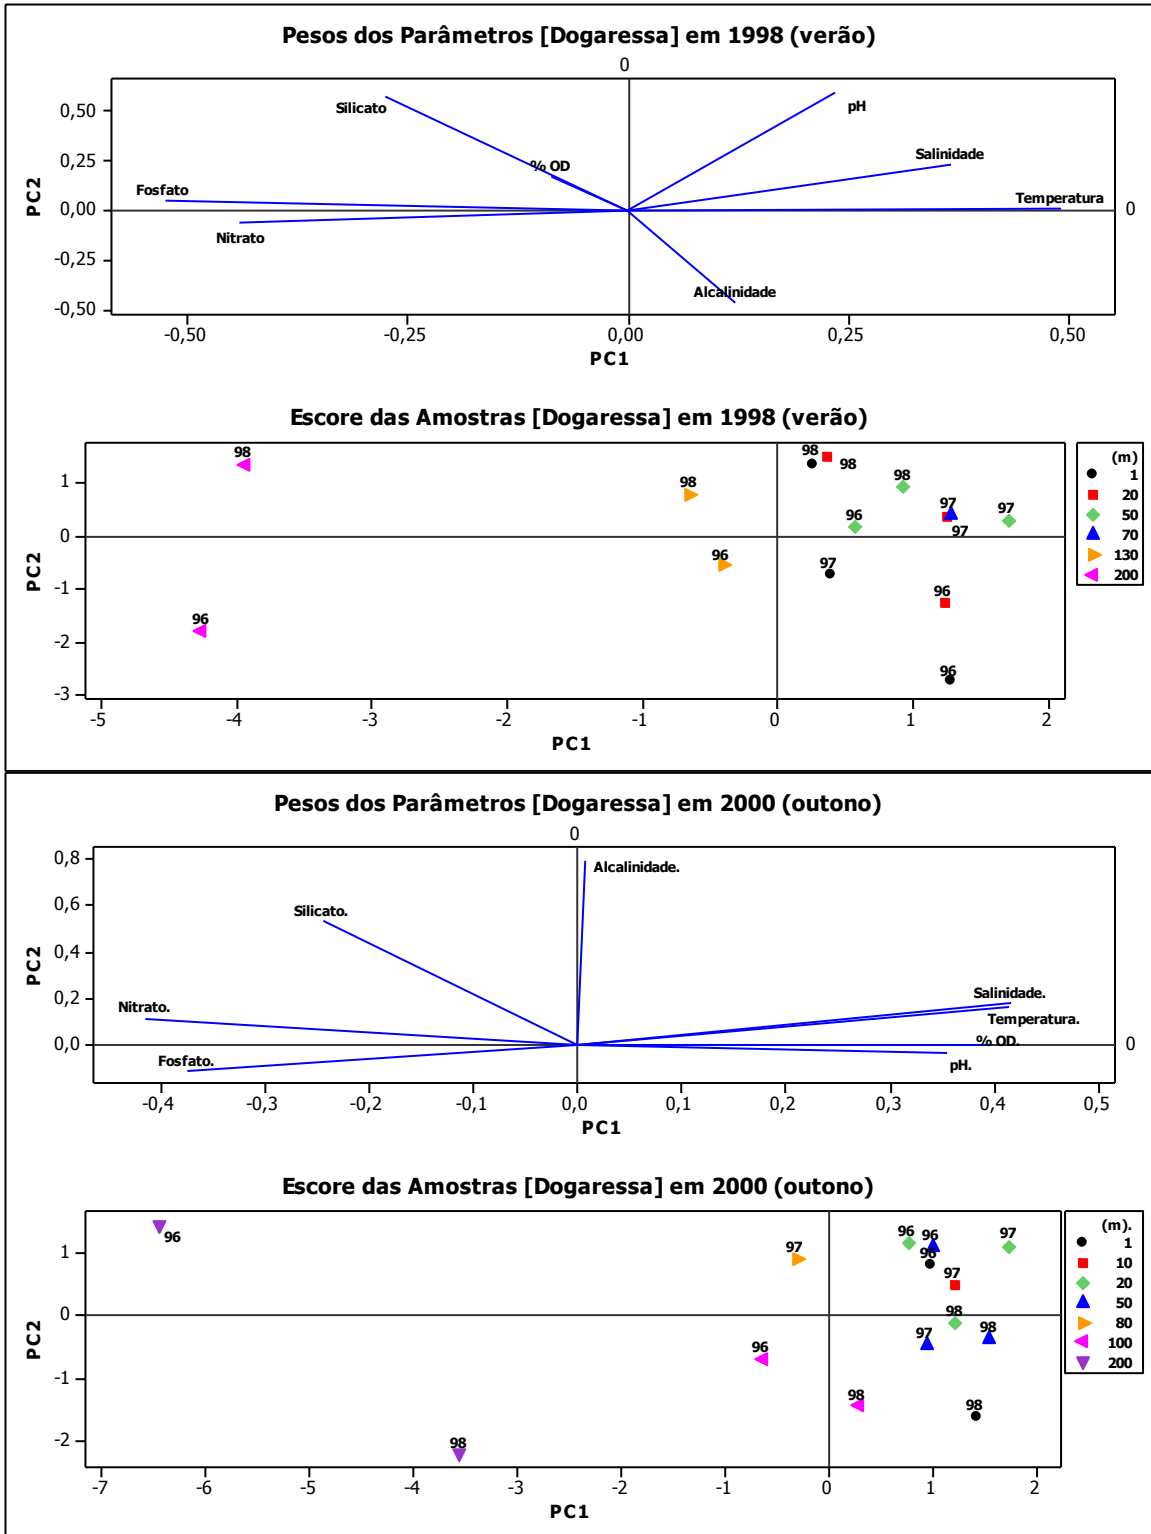 Pesos dos Parâmetros [Dogaressa] em 1998 (verão)
0
0,50
0,25
0,00
-0,25
-0,50
PC2
Silicato
pH
% OD
Salinidade
Fosfato
Temperatura
0
Nitrato
Alcalinidade
-0,50 -0,25 0,00 0,25 0,50
PC1
Escore das Amostras [Dogaressa] em 1998 (verão)
1
0
-1
-2
-3
PC2
98 98 98
98 98
97 97
96 97
96 97
96
96
96
(m)
1
20
50
70
130
200
-5 -4 -3 -2 -1 0 1 2
PC1
Pesos dos Parâmetros [Dogaressa] em 2000 (outono)
0
0,8
0,6
0,4
0,2
0,0
PC2
Alcalinidade.
Silicato.
Salinidade.
Nitrato.
Temperatura.
% OD.
0
Fosfato.
pH.
-0,4 -0,3 -0,2 -0,1 0,0 0,1 0,2 0,3 0,4 0,5
PC1
Escore das Amostras [Dogaressa] em 2000 (outono)
1
0
-1
-2
PC2
96 96 97
96
97 96
97
98
97 98
96
98 98
98
(m).
1
10
20
50
80
100
200
-7 -6 -5 -4 -3 -2 -1 0 1 2
PC1